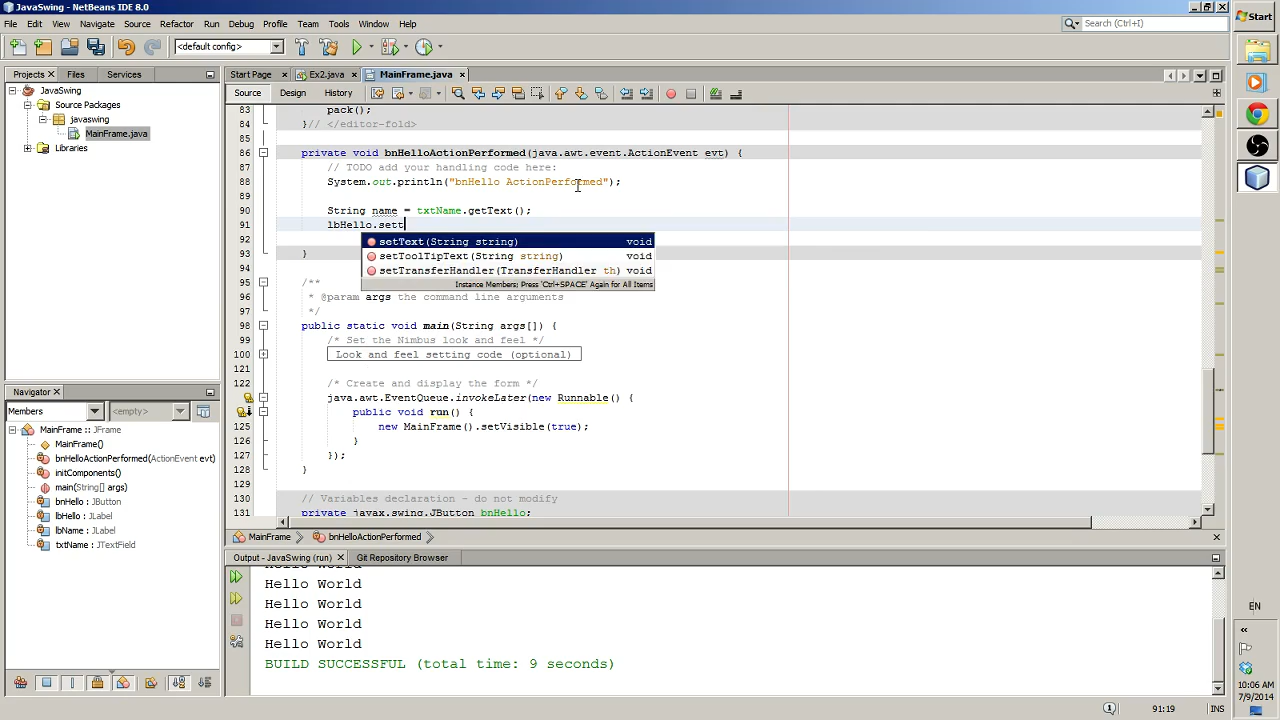 JavaSwing - NetBeans IDE 8.0
File Edit View Navigate Source Refactor Run Debug Profile Team Tools Window Help
Search (Ctrl+I)
<default config>
Projects Files Services
Start Page Ex2.java MainFrame.java
JavaSwing
Source Packages
javaswing
MainFrame.java
Libraries
Source Design History
83 pack();
84 }// </editor-fold>
85
86 private void bnHelloActionPerformed(java.awt.event.ActionEvent evt) {
87 // TODO add your handling code here:
88 System.out.println("bnHello ActionPerformed");
89
90 String name = txtName.getText();
91 lbHello.sett
92
setText(String string) void
setToolTipText(String string) void
setTransferHandler(TransferHandler th) void
Instance Members; Press 'Ctrl+SPACE' Again for All Items
93 }
94
95 /**
96 * @param args the command line arguments
97 */
98 public static void main(String args[]) {
99 /* Set the Nimbus look and feel */
100 Look and feel setting code (optional)
121
122 /* Create and display the form */
java.awt.EventQueue.invokeLater(new Runnable() {
public void run() {
125 new MainFrame().setVisible(true);
126 }
127 });
128 }
129
130 // Variables declaration - do not modify
131 private javax.swing.JButton bnHello;
Navigator
Members <empty>
MainFrame :: JFrame
MainFrame()
bnHelloActionPerformed(ActionEvent evt)
initComponents()
main(String[] args)
bnHello : JButton
lbHello : JLabel
lbName : JLabel
txtName : JTextField
MainFrame bnHelloActionPerformed
Output - JavaSwing (run) Git Repository Browser
Hello World
Hello World
Hello World
Hello World
Hello World
BUILD SUCCESSFUL (total time: 9 seconds)
1 91:19 INS
Start
EN
10:06 AM
7/9/2014